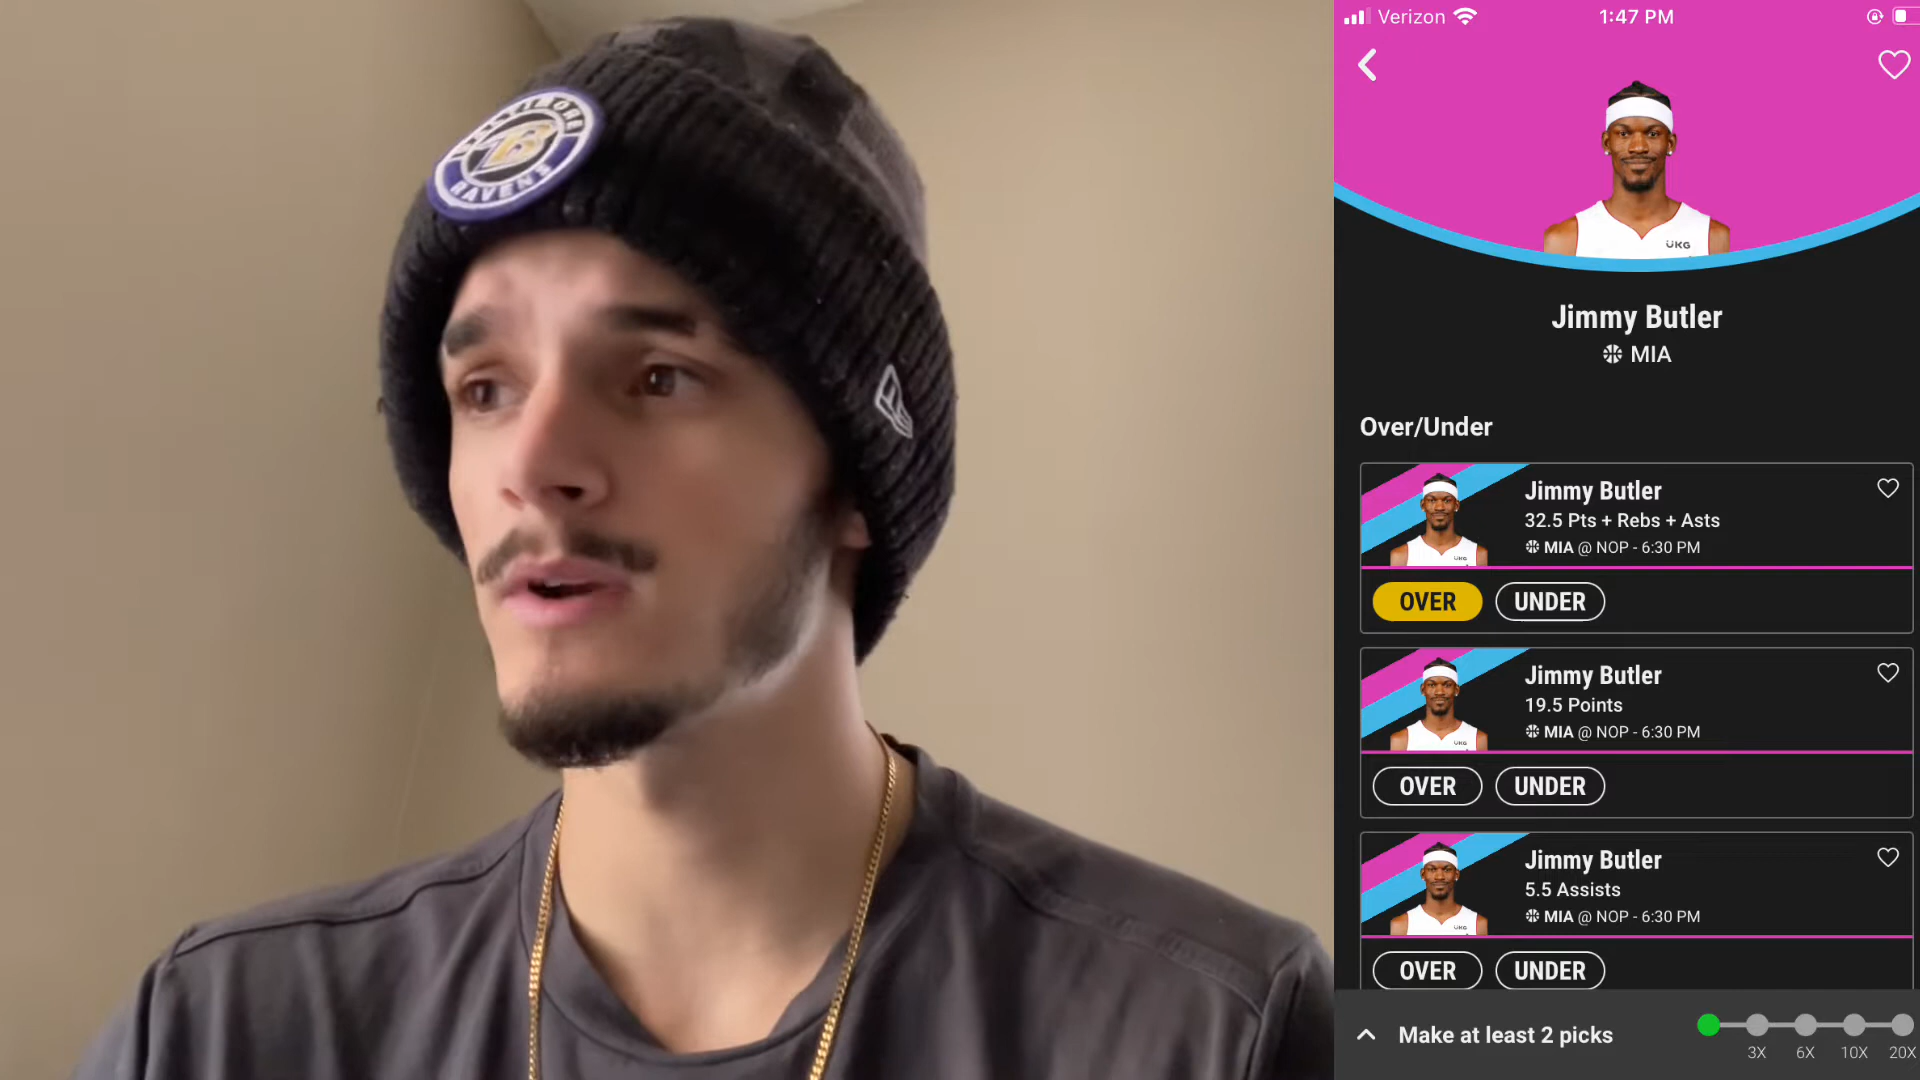 BALTIMORE
B
RAVENS
Verizon
1:47 PM
UKG
Jimmy Butler
MIA
Over/Under
Jimmy Butler
32.5 Pts + Rebs + Asts
MIA @ NOP - 6:30 PM
OVER
UNDER
Jimmy Butler
19.5 Points
MIA @ NOP - 6:30 PM
OVER
UNDER
Jimmy Butler
5.5 Assists
MIA @ NOP - 6:30 PM
OVER
UNDER
Make at least 2 picks
3X
6X
10X
20X